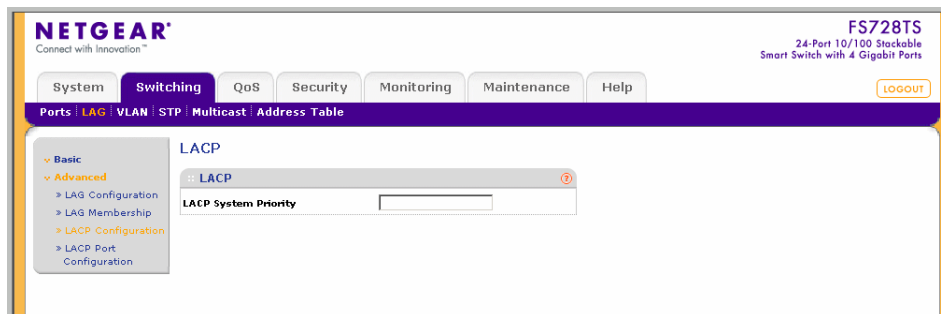 NETGEAR®
Connect with Innovation™
FS728TS
24-Port 10/100 Stackable
Smart Switch with 4 Gigabit Ports
System Switching QoS Security Monitoring Maintenance Help LOGOUT
Ports LAG VLAN STP Multicast Address Table
Basic
Advanced
» LAG Configuration
» LAG Membership
» LACP Configuration
» LACP Port
Configuration
LACP
LACP ?
LACP System Priority